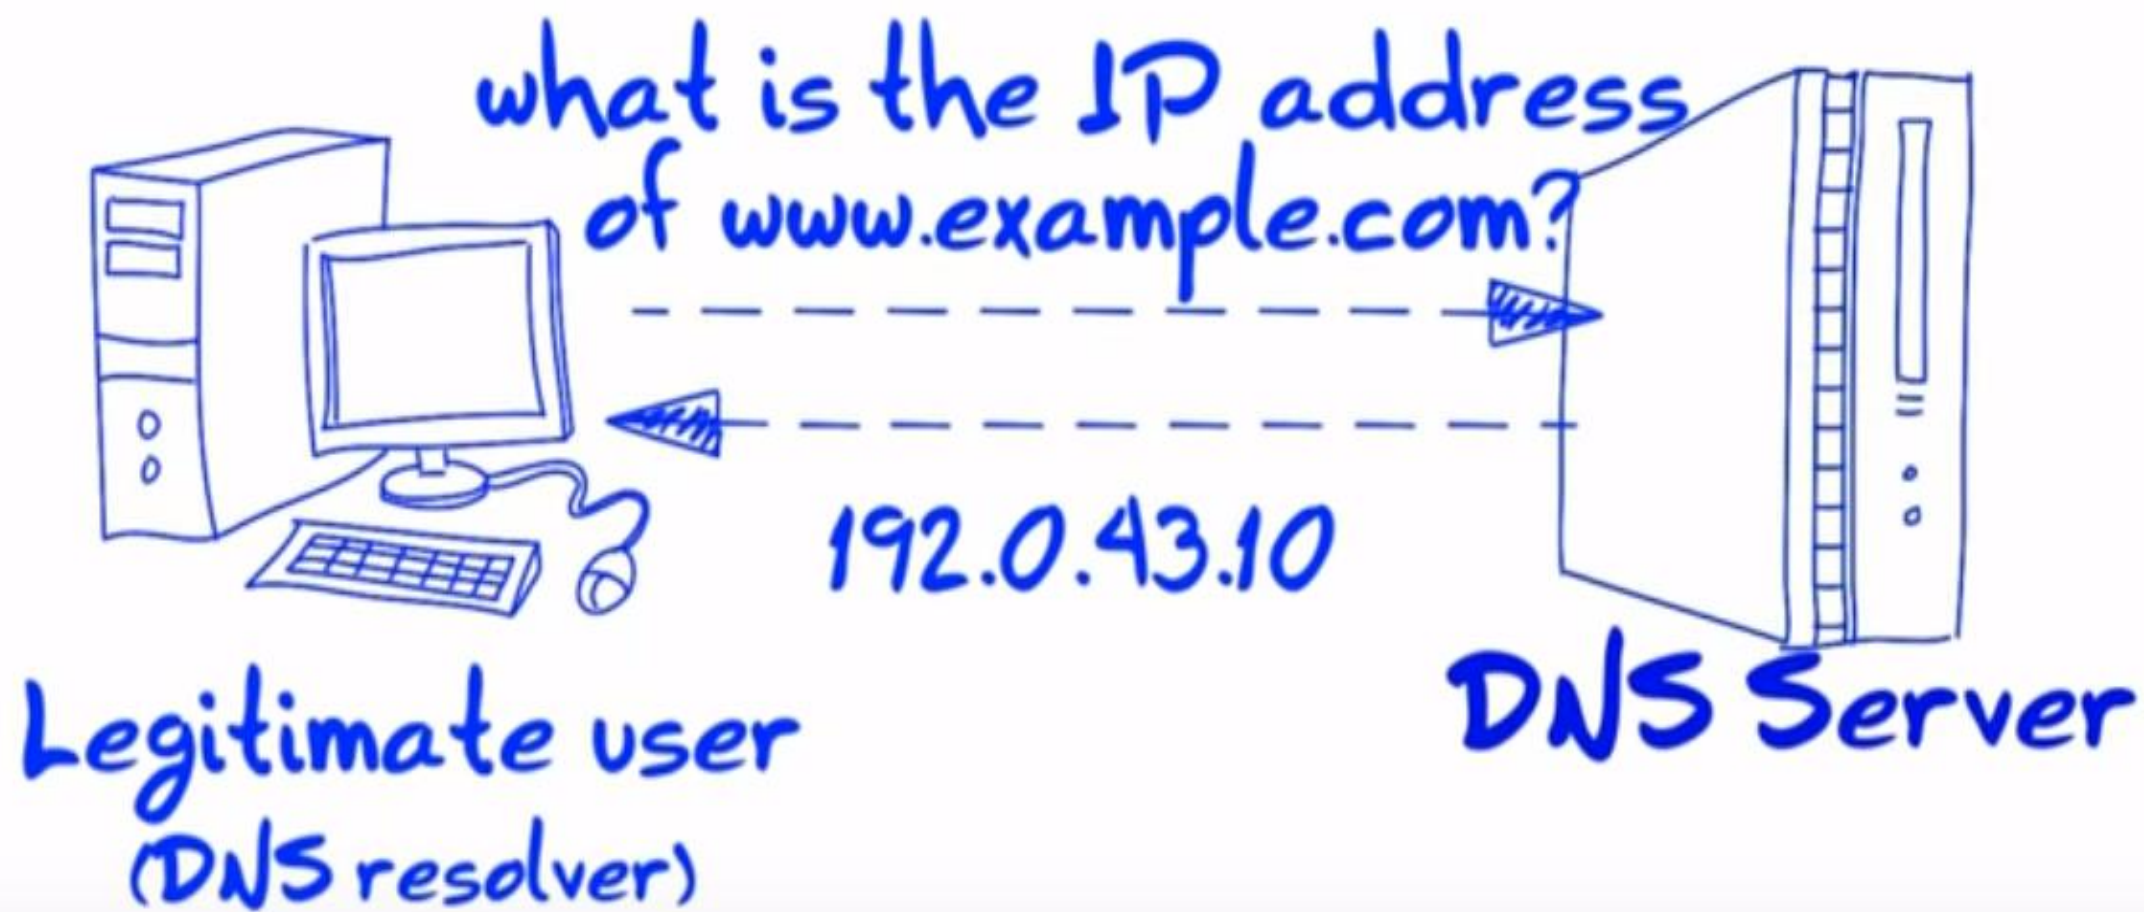 what is the IP address
of www.example.com?
192.0.43.10
Legitimate user
(DNS resolver)
DNS Server